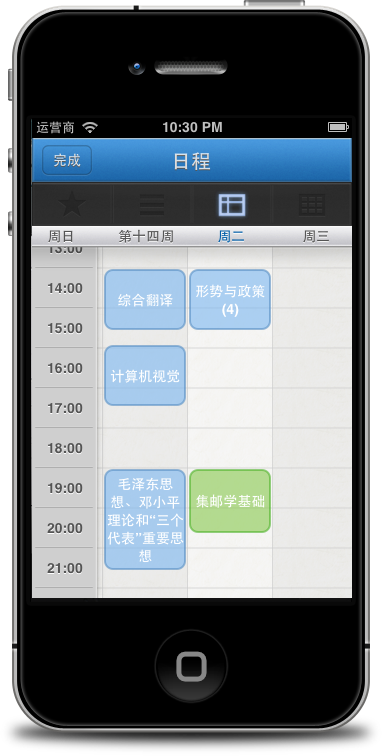 运营商 10:30 PM
完成 日程
周日 第十四周 周二 周三
13:00
14:00
综合翻译
形势与政策
(4)
15:00
16:00
计算机视觉
17:00
18:00
19:00
毛泽东思
想、邓小平
理论和“三个
代表”重要思
想
集邮学基础
20:00
21:00